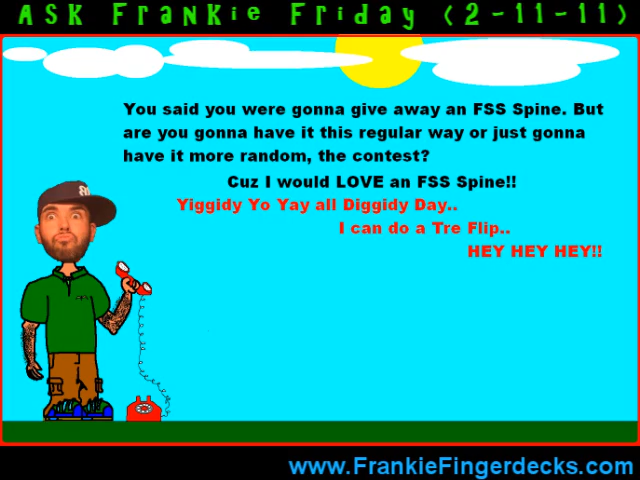 ASK FRANKiE FRiDAY (2-11-11)
You said you were gonna give away an FSS Spine. But
are you gonna have it this regular way or just gonna
have it more random, the contest?
Cuz I would LOVE an FSS Spine!!
Yiggidy Yo Yay all Diggidy Day..
I can do a Tre Flip..
HEY HEY HEY!!
www.FrankieFingerdecks.com